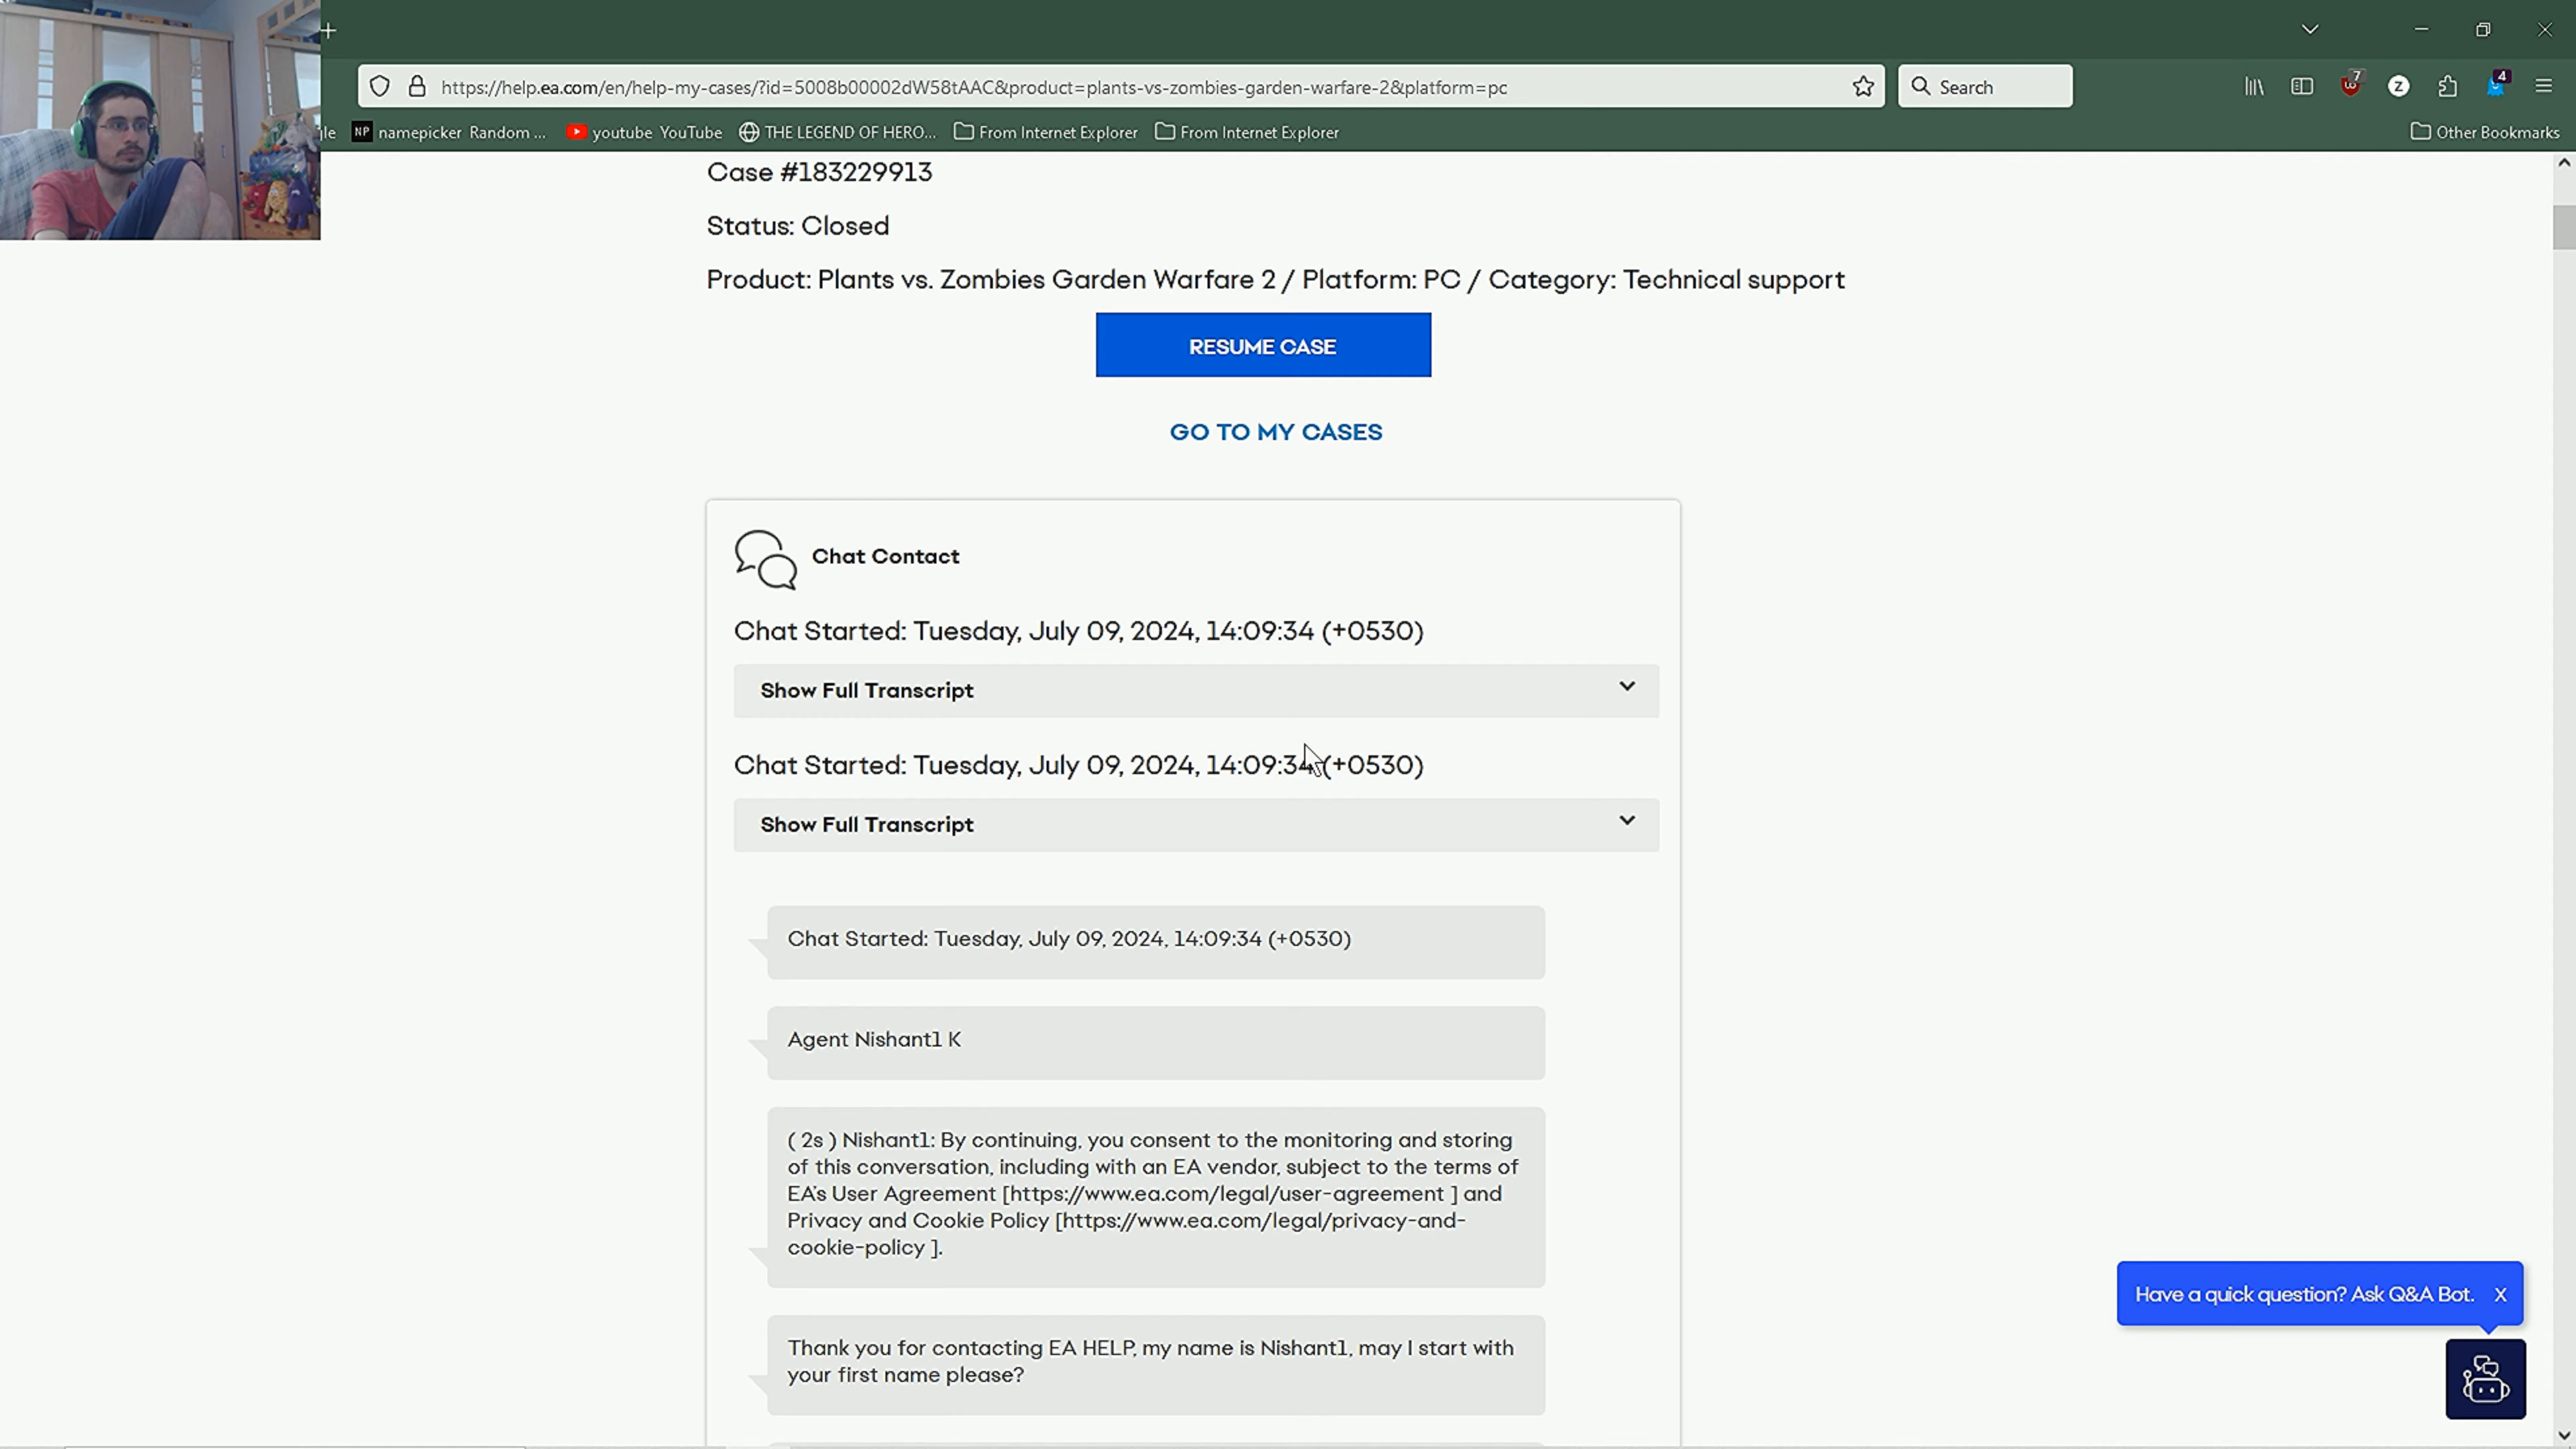 https://help.ea.com/en/help-my-cases/?id=5008b00002dW58tAAC&product=plants-vs-zombies-garden-warfare-2&platform=pc
Search
7
Z
4
le
NP namepicker Random ...
youtube YouTube
THE LEGEND OF HERO...
From Internet Explorer
From Internet Explorer
Other Bookmarks
Case #183229913
Status: Closed
Product: Plants vs. Zombies Garden Warfare 2 / Platform: PC / Category: Technical support
RESUME CASE
GO TO MY CASES
Chat Contact
Chat Started: Tuesday, July 09, 2024, 14:09:34 (+0530)
Show Full Transcript
Chat Started: Tuesday, July 09, 2024, 14:09:34 (+0530)
Show Full Transcript
Chat Started: Tuesday, July 09, 2024, 14:09:34 (+0530)
Agent Nishant1 K
( 2s ) Nishant1: By continuing, you consent to the monitoring and storing
of this conversation, including with an EA vendor, subject to the terms of
EA's User Agreement [https://www.ea.com/legal/user-agreement ] and
Privacy and Cookie Policy [https://www.ea.com/legal/privacy-and-
cookie-policy ].
Thank you for contacting EA HELP, my name is Nishant1, may I start with
your first name please?
Have a quick question? Ask Q&A Bot. X